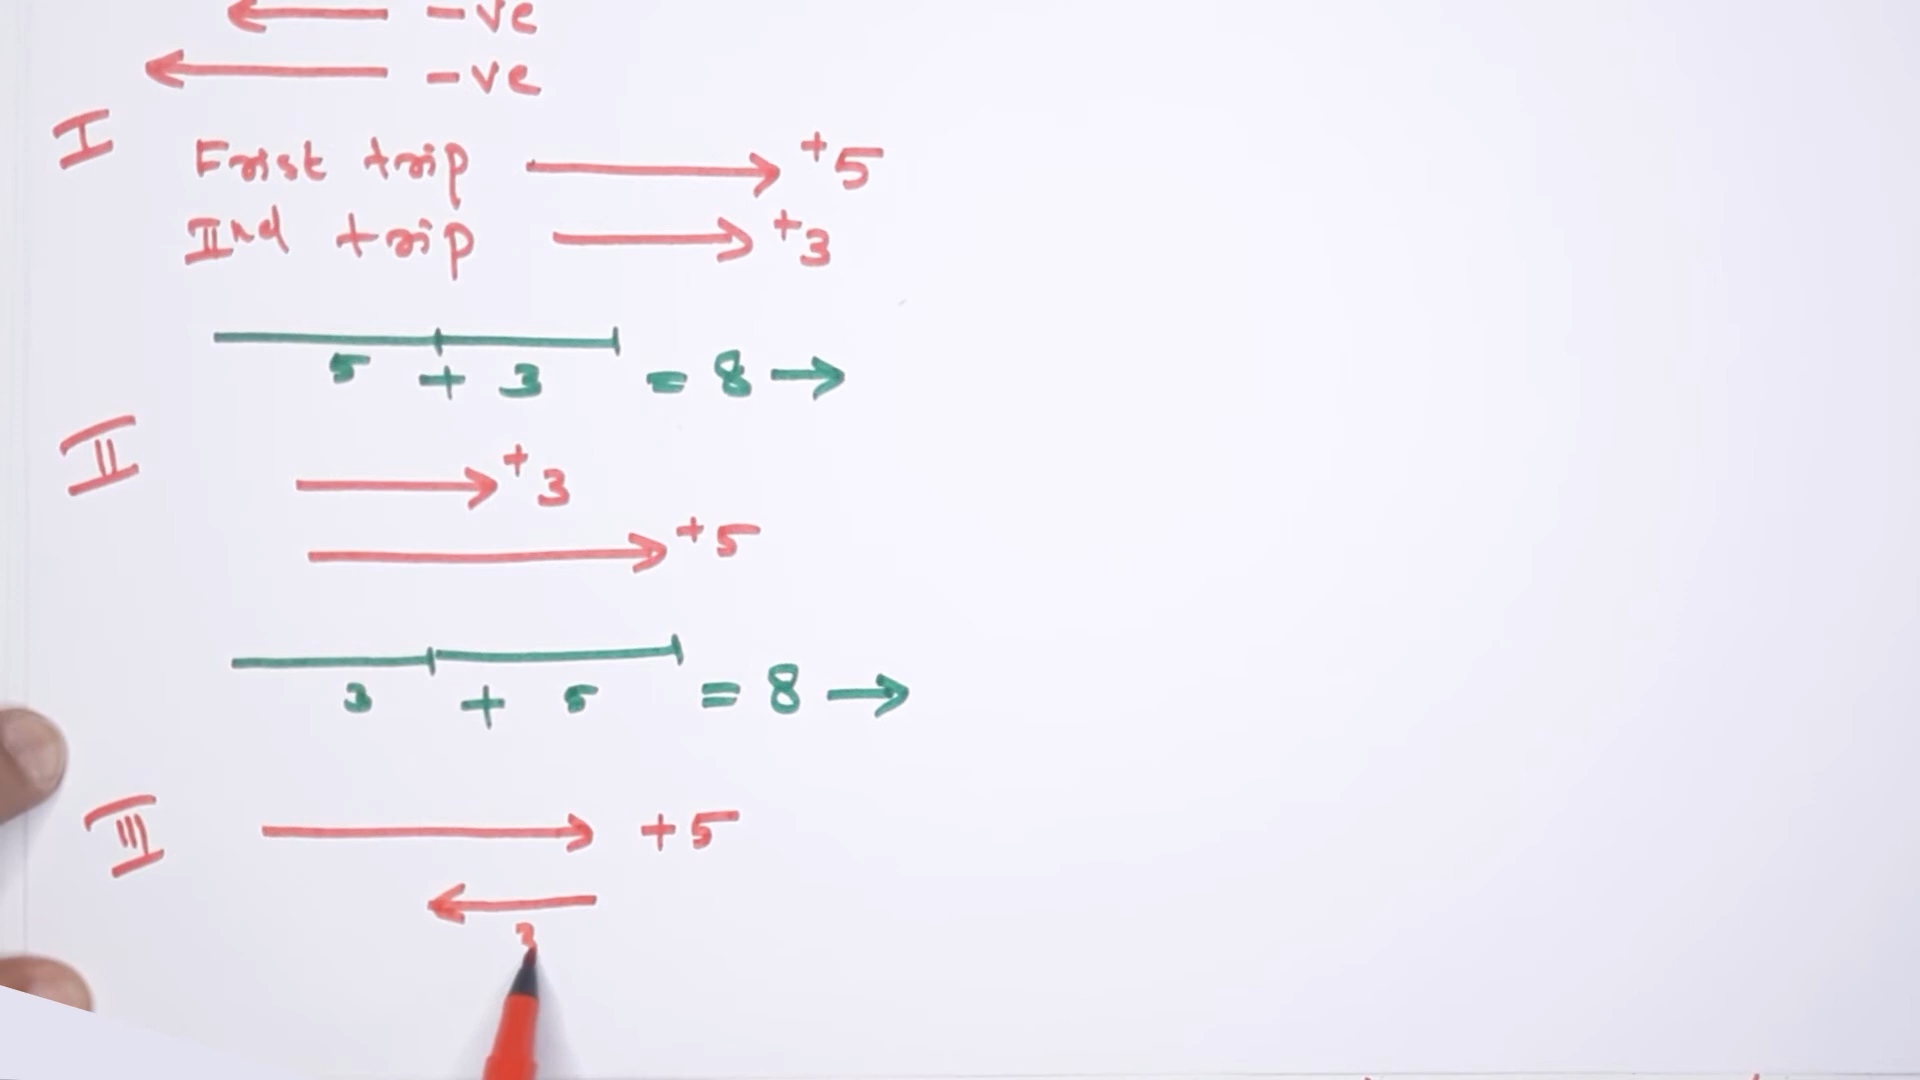 -ve
-ve
I
Frist trip +5
IInd trip +3
5 + 3 = 8
II
+3
+5
3 + 5 = 8
III
+5
3